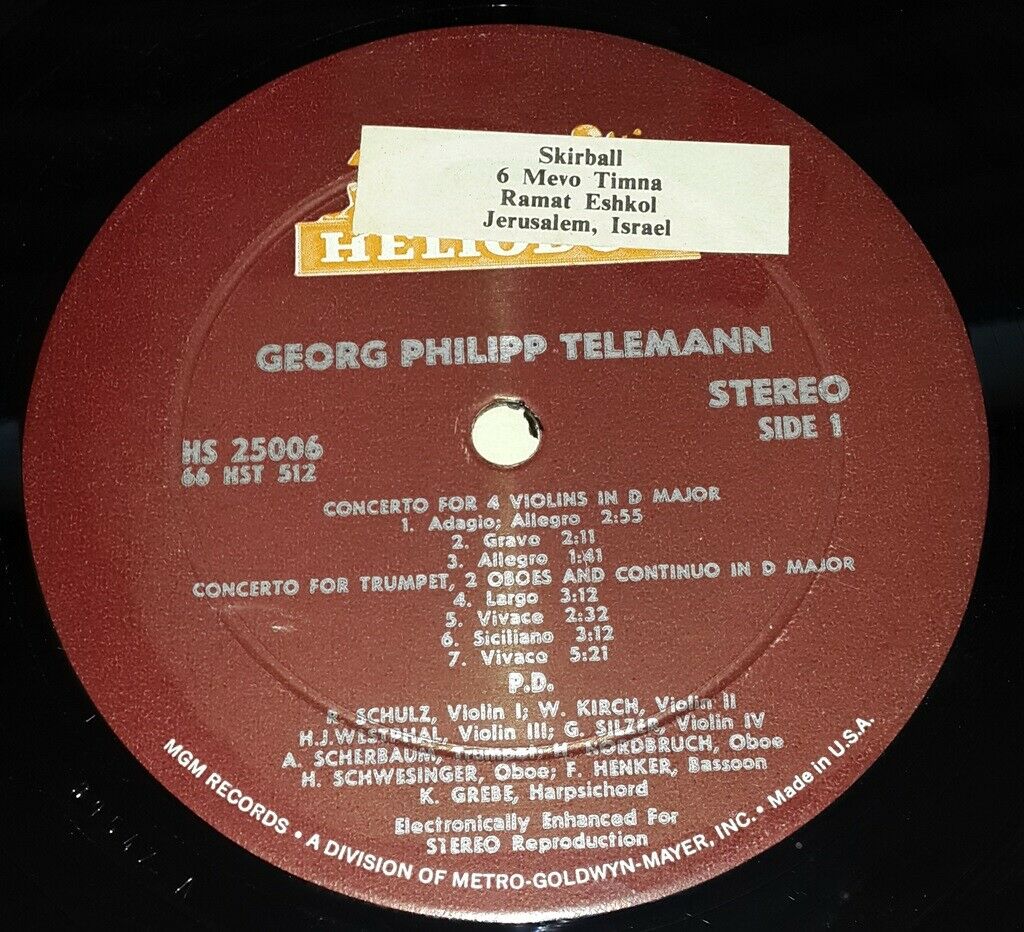 Skirball
6 Mevo Timna
Ramat Eshkol
Jerusalem, Israel
GEORG PHILIPP TELEMANN
STEREO
SIDE 1
HS 25006
66 HST 512
CONCERTO FOR 4 VIOLINS IN D MAJOR
1. Adagio; Allegro 2:55
2. Grave 2:11
3. Allegro 1:41
CONCERTO FOR TRUMPET, 2 OBOES AND CONTINUO IN D MAJOR
4. Largo 3:12
5. Vivace 2:32
6. Siciliano 3:12
7. Vivace 5:21
P.D.
R. SCHULZ, Violin I; W. KIRCH, Violin II
H.J.WESTPHAL, Violin III; G. SILZER, Violin IV
A. SCHERBAUM, Trumpet; H. NORDBRUCH, Oboe
H. SCHWESINGER, Oboe; F. HENKER, Bassoon
K. GREBE, Harpsichord
Electronically Enhanced For
STEREO Reproduction
MGM RECORDS • A DIVISION OF METRO-GOLDWYN-MAYER, INC. • Made in U.S.A.